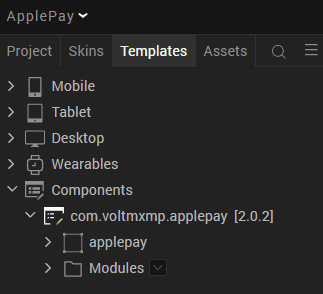 ApplePay
Project Skins Templates Assets
Mobile
Tablet
Desktop
Wearables
Components
com.voltmxmp.applepay [2.0.2]
applepay
Modules